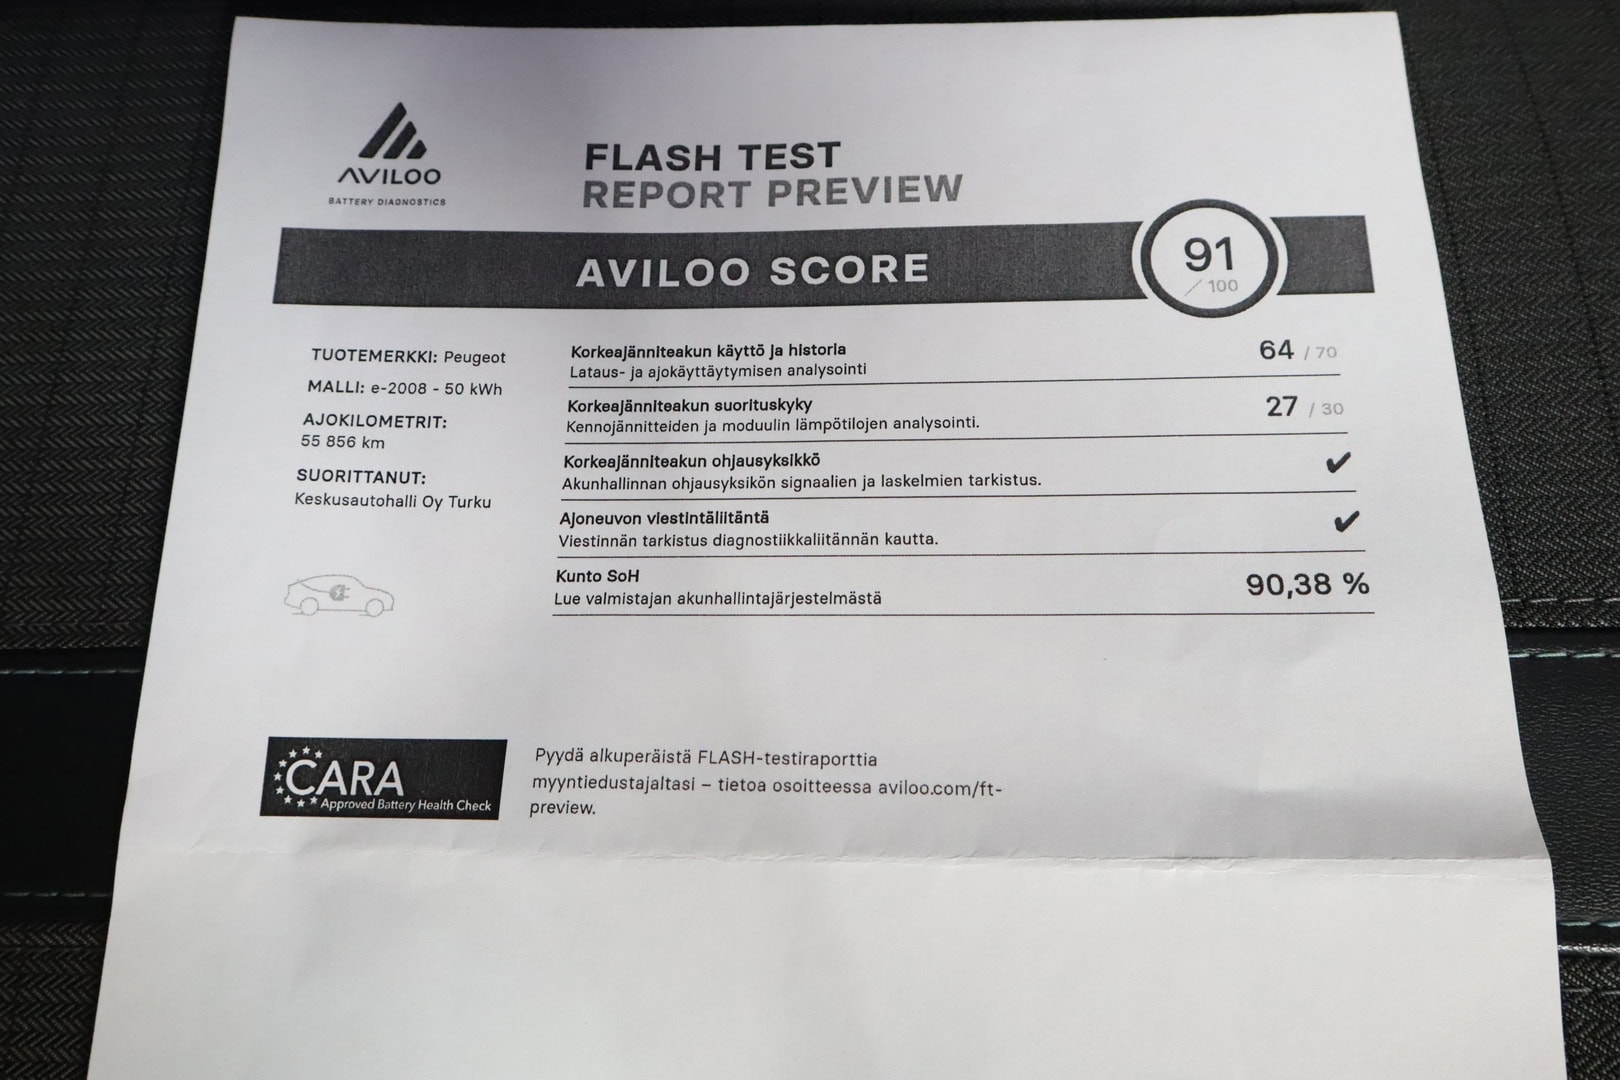 AVILOO
BATTERY DIAGNOSTICS
FLASH TEST
REPORT PREVIEW
AVILOO SCORE
91
/ 100
TUOTEMERKKI: Peugeot
MALLI: e-2008 - 50 kWh
AJOKILOMETRIT:
55 856 km
SUORITTANUT:
Keskusautohalli Oy Turku
Korkeajänniteakun käyttö ja historia
Lataus- ja ajokäyttäytymisen analysointi
64 / 70
Korkeajänniteakun suorituskyky
Kennojännitteiden ja moduulin lämpötilojen analysointi.
27 / 30
Korkeajänniteakun ohjausyksikkö
Akunhallinnan ohjausyksikön signaalien ja laskelmien tarkistus.
✔
Ajoneuvon viestintäliitäntä
Viestinnän tarkistus diagnostiikkaliitännän kautta.
✔
Kunto SoH
Lue valmistajan akunhallintajärjestelmästä
90,38 %
CARA
Approved Battery Health Check
Pyydä alkuperäistä FLASH-testiraporttia
myyntiedustajaltasi – tietoa osoitteessa aviloo.com/ft-
preview.